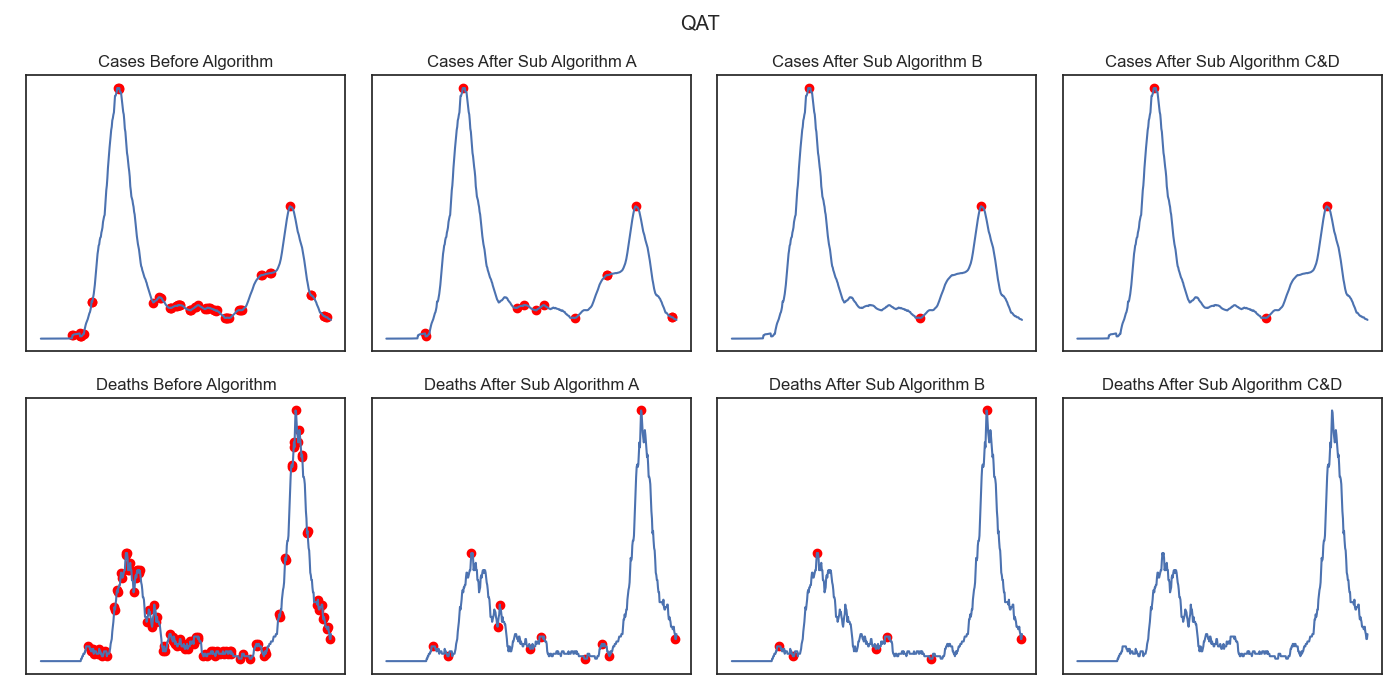 QAT
Cases Before Algorithm
Cases After Sub Algorithm A
Cases After Sub Algorithm B
Cases After Sub Algorithm C&D
Deaths Before Algorithm
Deaths After Sub Algorithm A
Deaths After Sub Algorithm B
Deaths After Sub Algorithm C&D